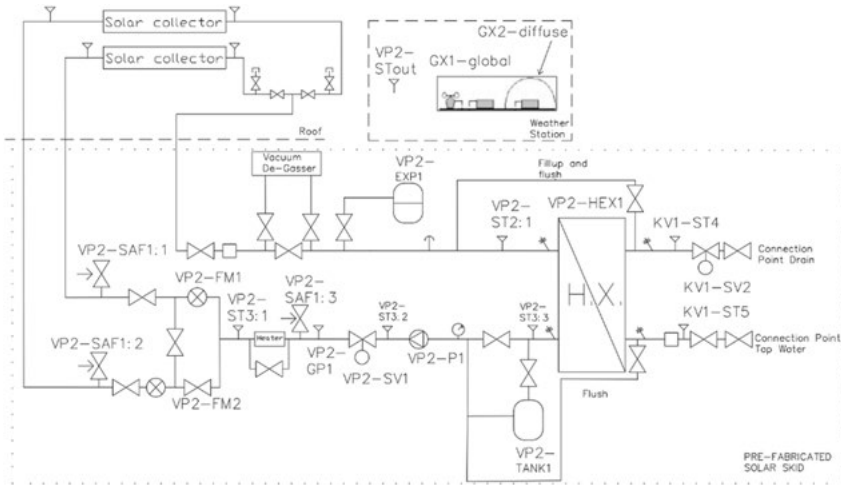 Solar collector
Solar collector
VP2-
STout
GX2-diffuse
GX1-global
Weather
Station
Roof
Vacuum
De-Gasser
VP2-
EXP1
Fillup and
flush
VP2-
ST2:1
VP2-HEX1
KV1-ST4
Connection
Point Drain
KV1-SV2
VP2-SAF1:1
VP2-FM1
VP2-
ST3:1
VP2-
SAF1:3
VP2-
ST3:2
VP2-
ST3:3
H.X.
KV1-ST5
Connection Point
Tap Water
VP2-SAF1:2
Heater
VP2-
GP1
VP2-P1
VP2-SV1
VP2-FM2
Flush
VP2-
TANK1
PRE-FABRICATED
SOLAR SKID